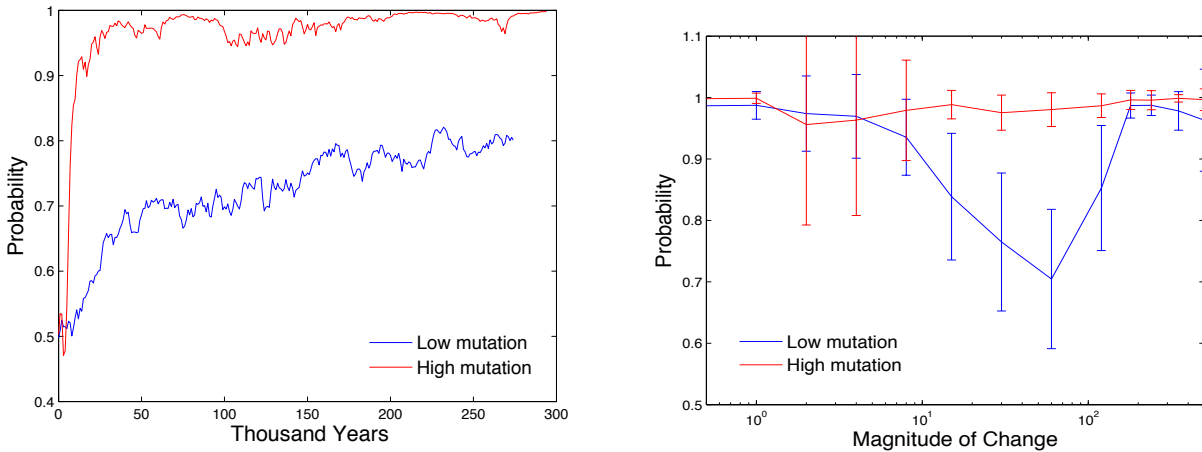 1
0.9
0.8
0.7
0.6
0.5
0.4
0 50 100 150 200 250 300
Probability
Thousand Years
Low mutation
High mutation
1.1
1
0.9
0.8
0.7
0.6
0.5
10^0 10^1 10^2
Probability
Magnitude of Change
Low mutation
High mutation